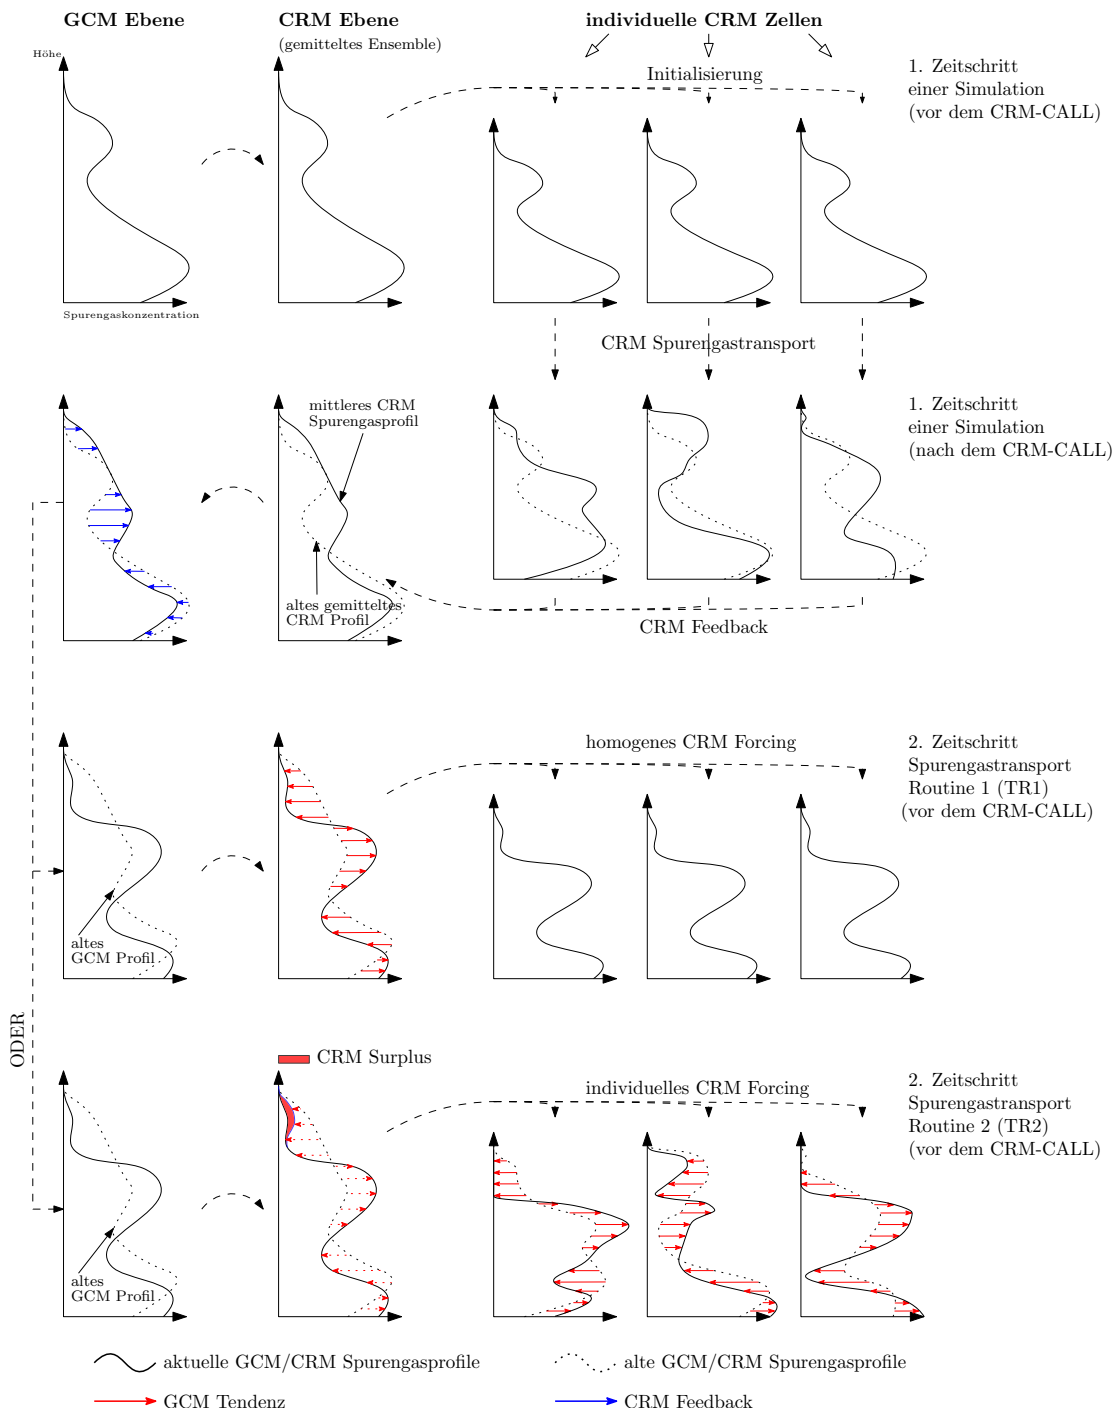 GCM Ebene
CRM Ebene
(gemitteltes Ensemble)
individuelle CRM Zellen
Höhe
Initialisierung
1. Zeitschritt
einer Simulation
(vor dem CRM-CALL)
Spurengaskonzentration
CRM Spurengastransport
mittleres CRM
Spurengasprofil
1. Zeitschritt
einer Simulation
(nach dem CRM-CALL)
altes gemitteltes
CRM Profil
CRM Feedback
homogenes CRM Forcing
2. Zeitschritt
Spurengastransport
Routine 1 (TR1)
(vor dem CRM-CALL)
altes
GCM Profil
ODER
CRM Surplus
individuelles CRM Forcing
2. Zeitschritt
Spurengastransport
Routine 2 (TR2)
(vor dem CRM-CALL)
altes
GCM Profil
aktuelle GCM/CRM Spurengasprofile
alte GCM/CRM Spurengasprofile
GCM Tendenz
CRM Feedback